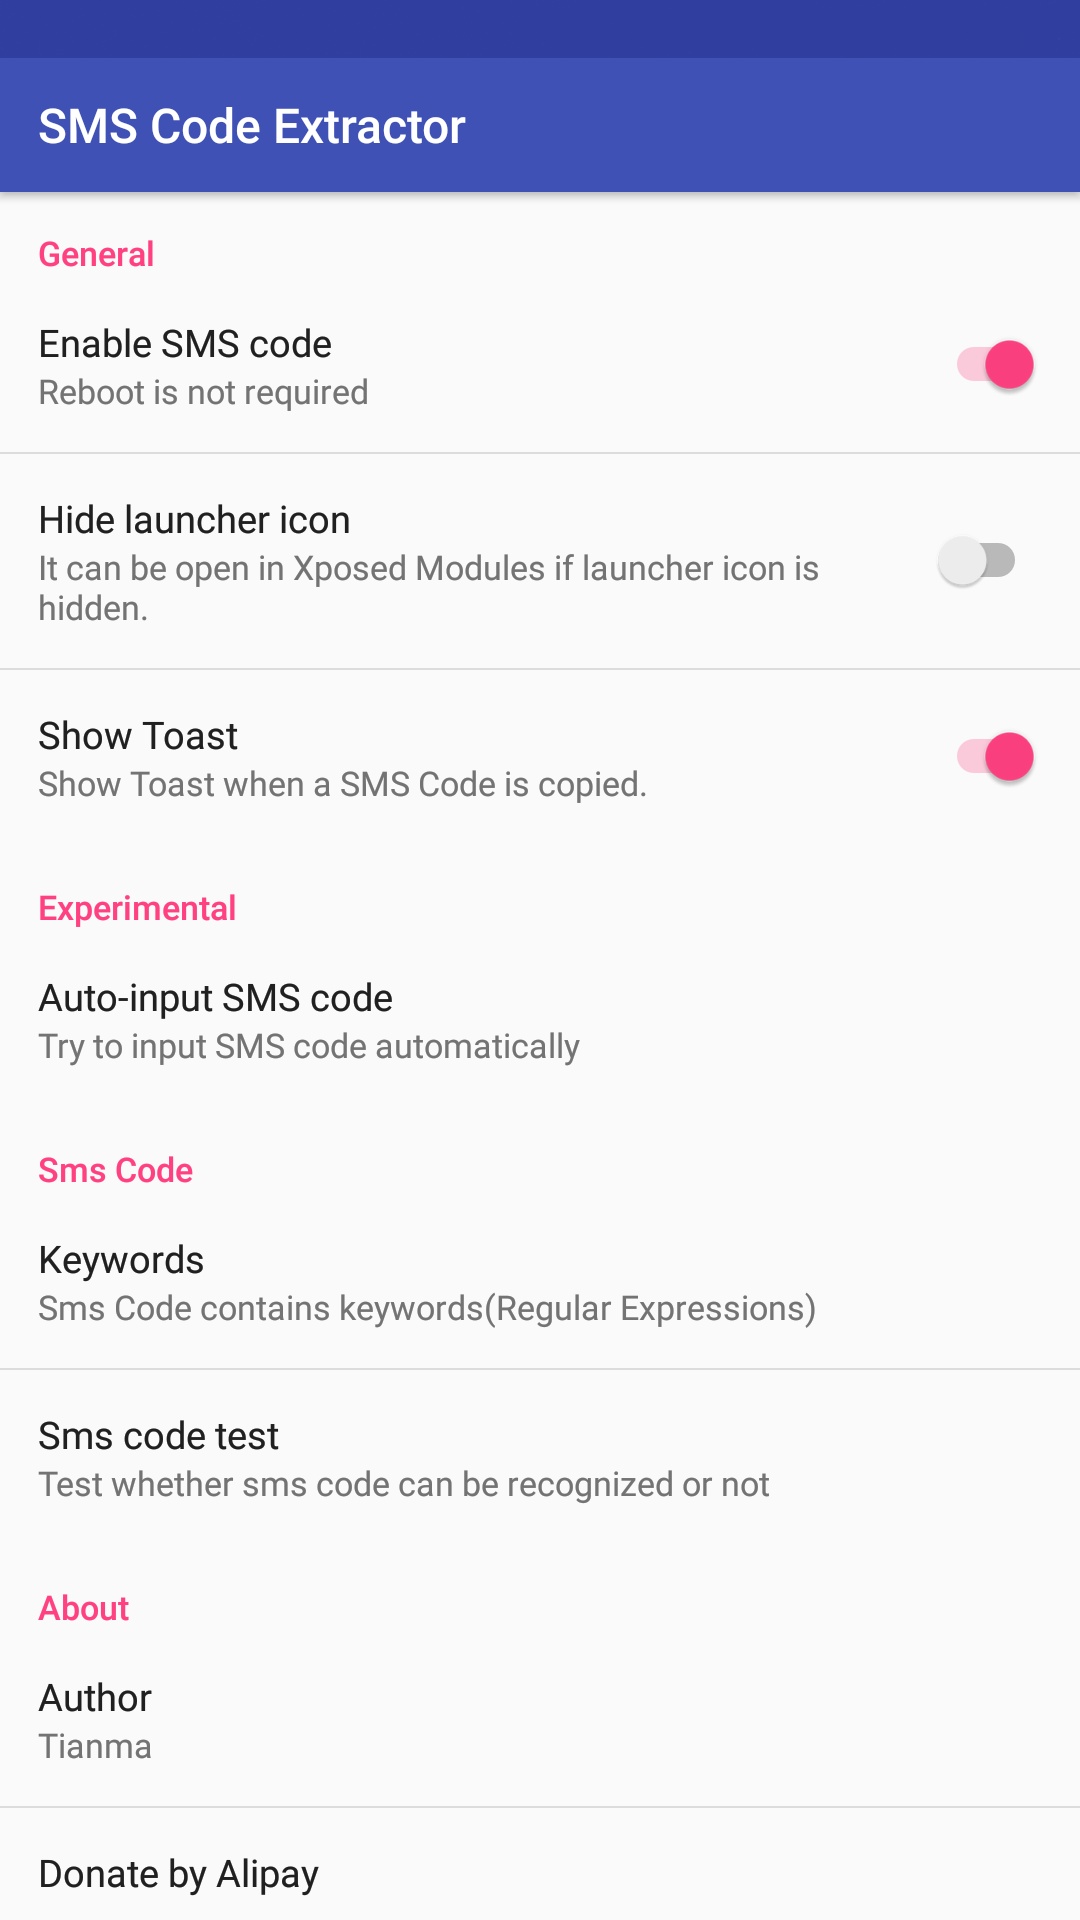 SMS Code Extractor
General
Enable SMS code
Reboot is not required
Hide launcher icon
It can be open in Xposed Modules if launcher icon is
hidden.
Show Toast
Show Toast when a SMS Code is copied.
Experimental
Auto-input SMS code
Try to input SMS code automatically
Sms Code
Keywords
Sms Code contains keywords(Regular Expressions)
Sms code test
Test whether sms code can be recognized or not
About
Author
Tianma
Donate by Alipay